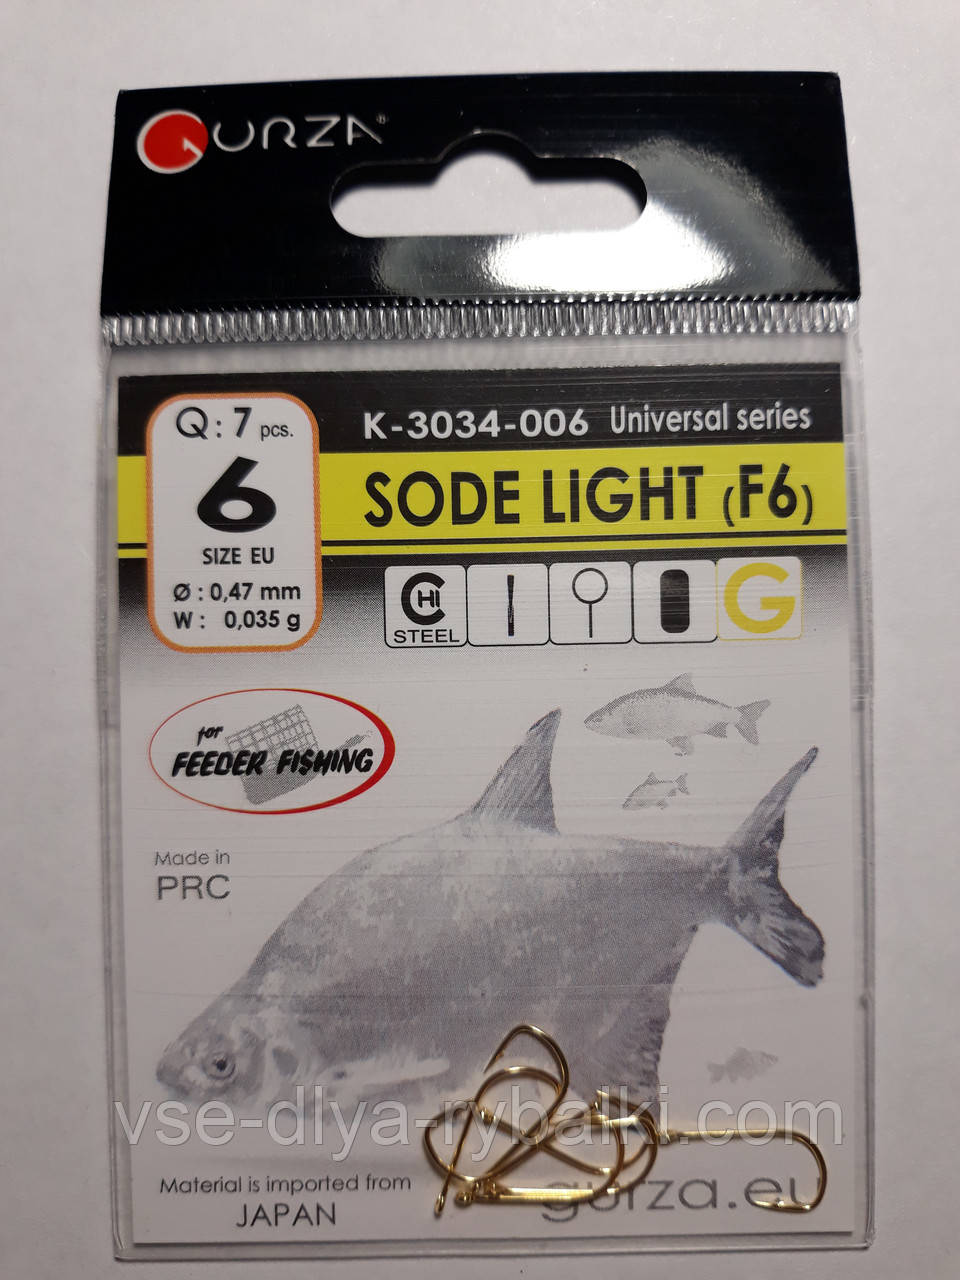 GURZA®
Q: 7 pcs.
6
SIZE EU
Ø : 0,47 mm
W : 0,035 g
K-3034-006 Universal series
SODE LIGHT (F6)
C HI
STEEL
G
for
FEEDER FISHING
Made in
PRC
vse-dlya-rybalki.com
Material is imported from
JAPAN
gurza.eu